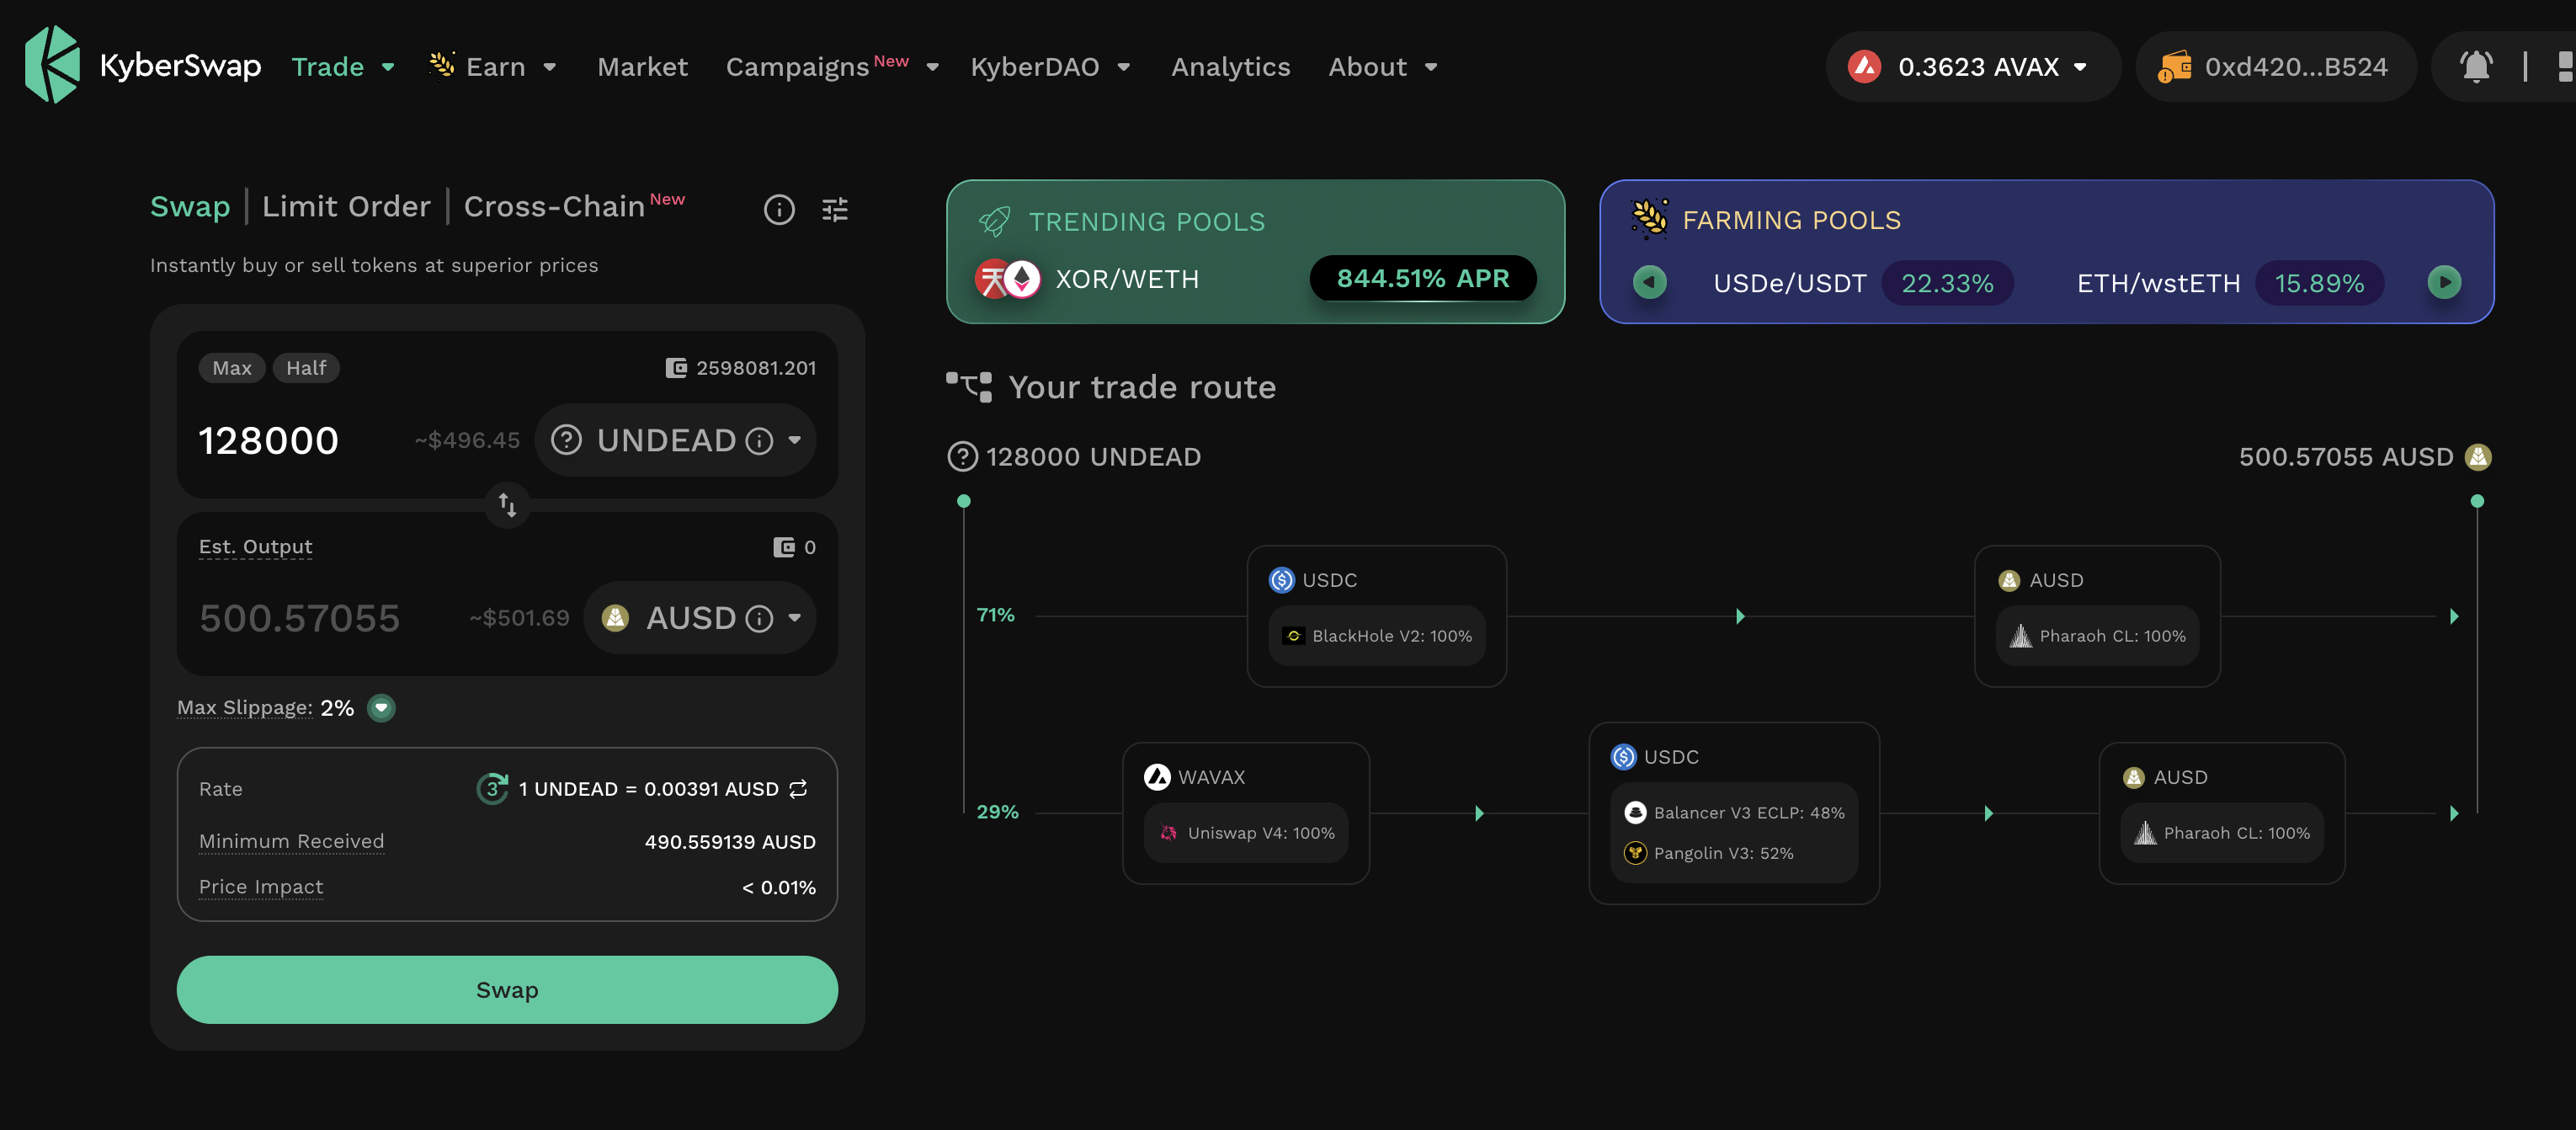 KyberSwap Trade Earn Market Campaigns New KyberDAO Analytics About 0.3623 AVAX 0xd420...B524
Swap | Limit Order | Cross-Chain New
Instantly buy or sell tokens at superior prices
Max Half 2598081.201
128000 ~$496.45 UNDEAD
Est. Output 0
500.57055 ~$501.69 AUSD
Max Slippage: 2%
Rate 3 1 UNDEAD = 0.00391 AUSD
Minimum Received 490.559139 AUSD
Price Impact < 0.01%
Swap
TRENDING POOLS
XOR/WETH 844.51% APR
FARMING POOLS
USDe/USDT 22.33% ETH/wstETH 15.89%
Your trade route
128000 UNDEAD 500.57055 AUSD
71%
USDC
BlackHole V2: 100%
AUSD
Pharaoh CL: 100%
29%
WAVAX
Uniswap V4: 100%
USDC
Balancer V3 ECLP: 48%
Pangolin V3: 52%
AUSD
Pharaoh CL: 100%